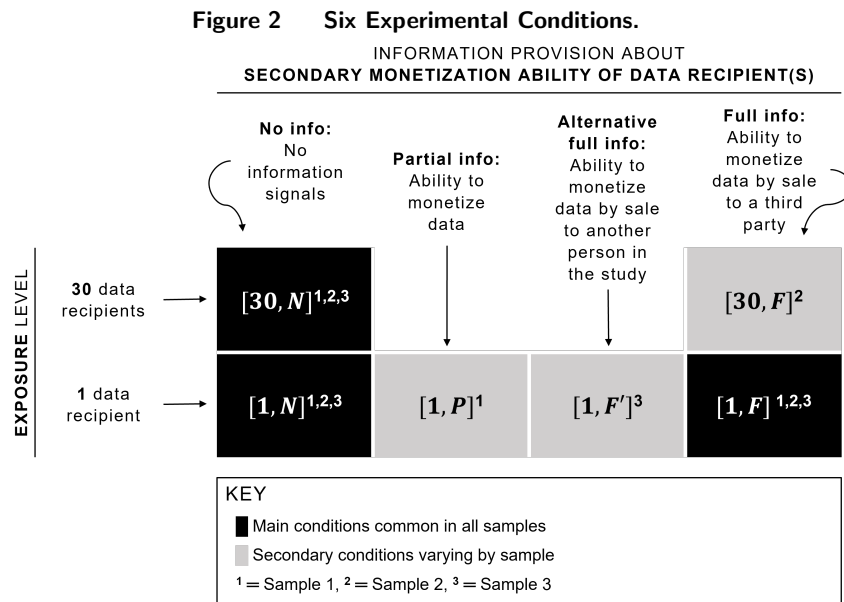 Figure 2 Six Experimental Conditions.
INFORMATION PROVISION ABOUT
SECONDARY MONETIZATION ABILITY OF DATA RECIPIENT(S)
No info:
No
information
signals
Partial info:
Ability to
monetize
data
Alternative
full info:
Ability to
monetize
data by sale
to another
person in
the study
Full info:
Ability to
monetize
data by sale
to a third
party
EXPOSURE LEVEL
30 data
recipients
[30, N]1,2,3
[30, F]2
1 data
recipient
[1, N]1,2,3
[1, P]1
[1, F′]3
[1, F] 1,2,3
KEY
Main conditions common in all samples
Secondary conditions varying by sample
1 = Sample 1, 2 = Sample 2, 3 = Sample 3